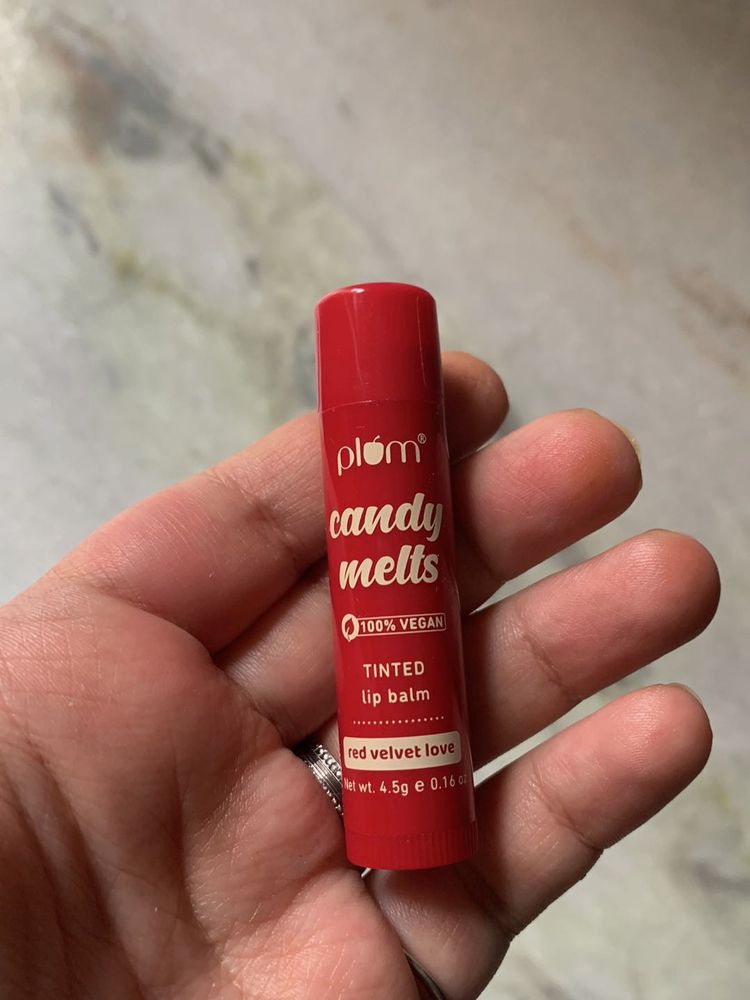 plum®
candy
melts
100% VEGAN
TINTED
lip balm
red velvet love
Net wt. 4.5g e 0.16 oz